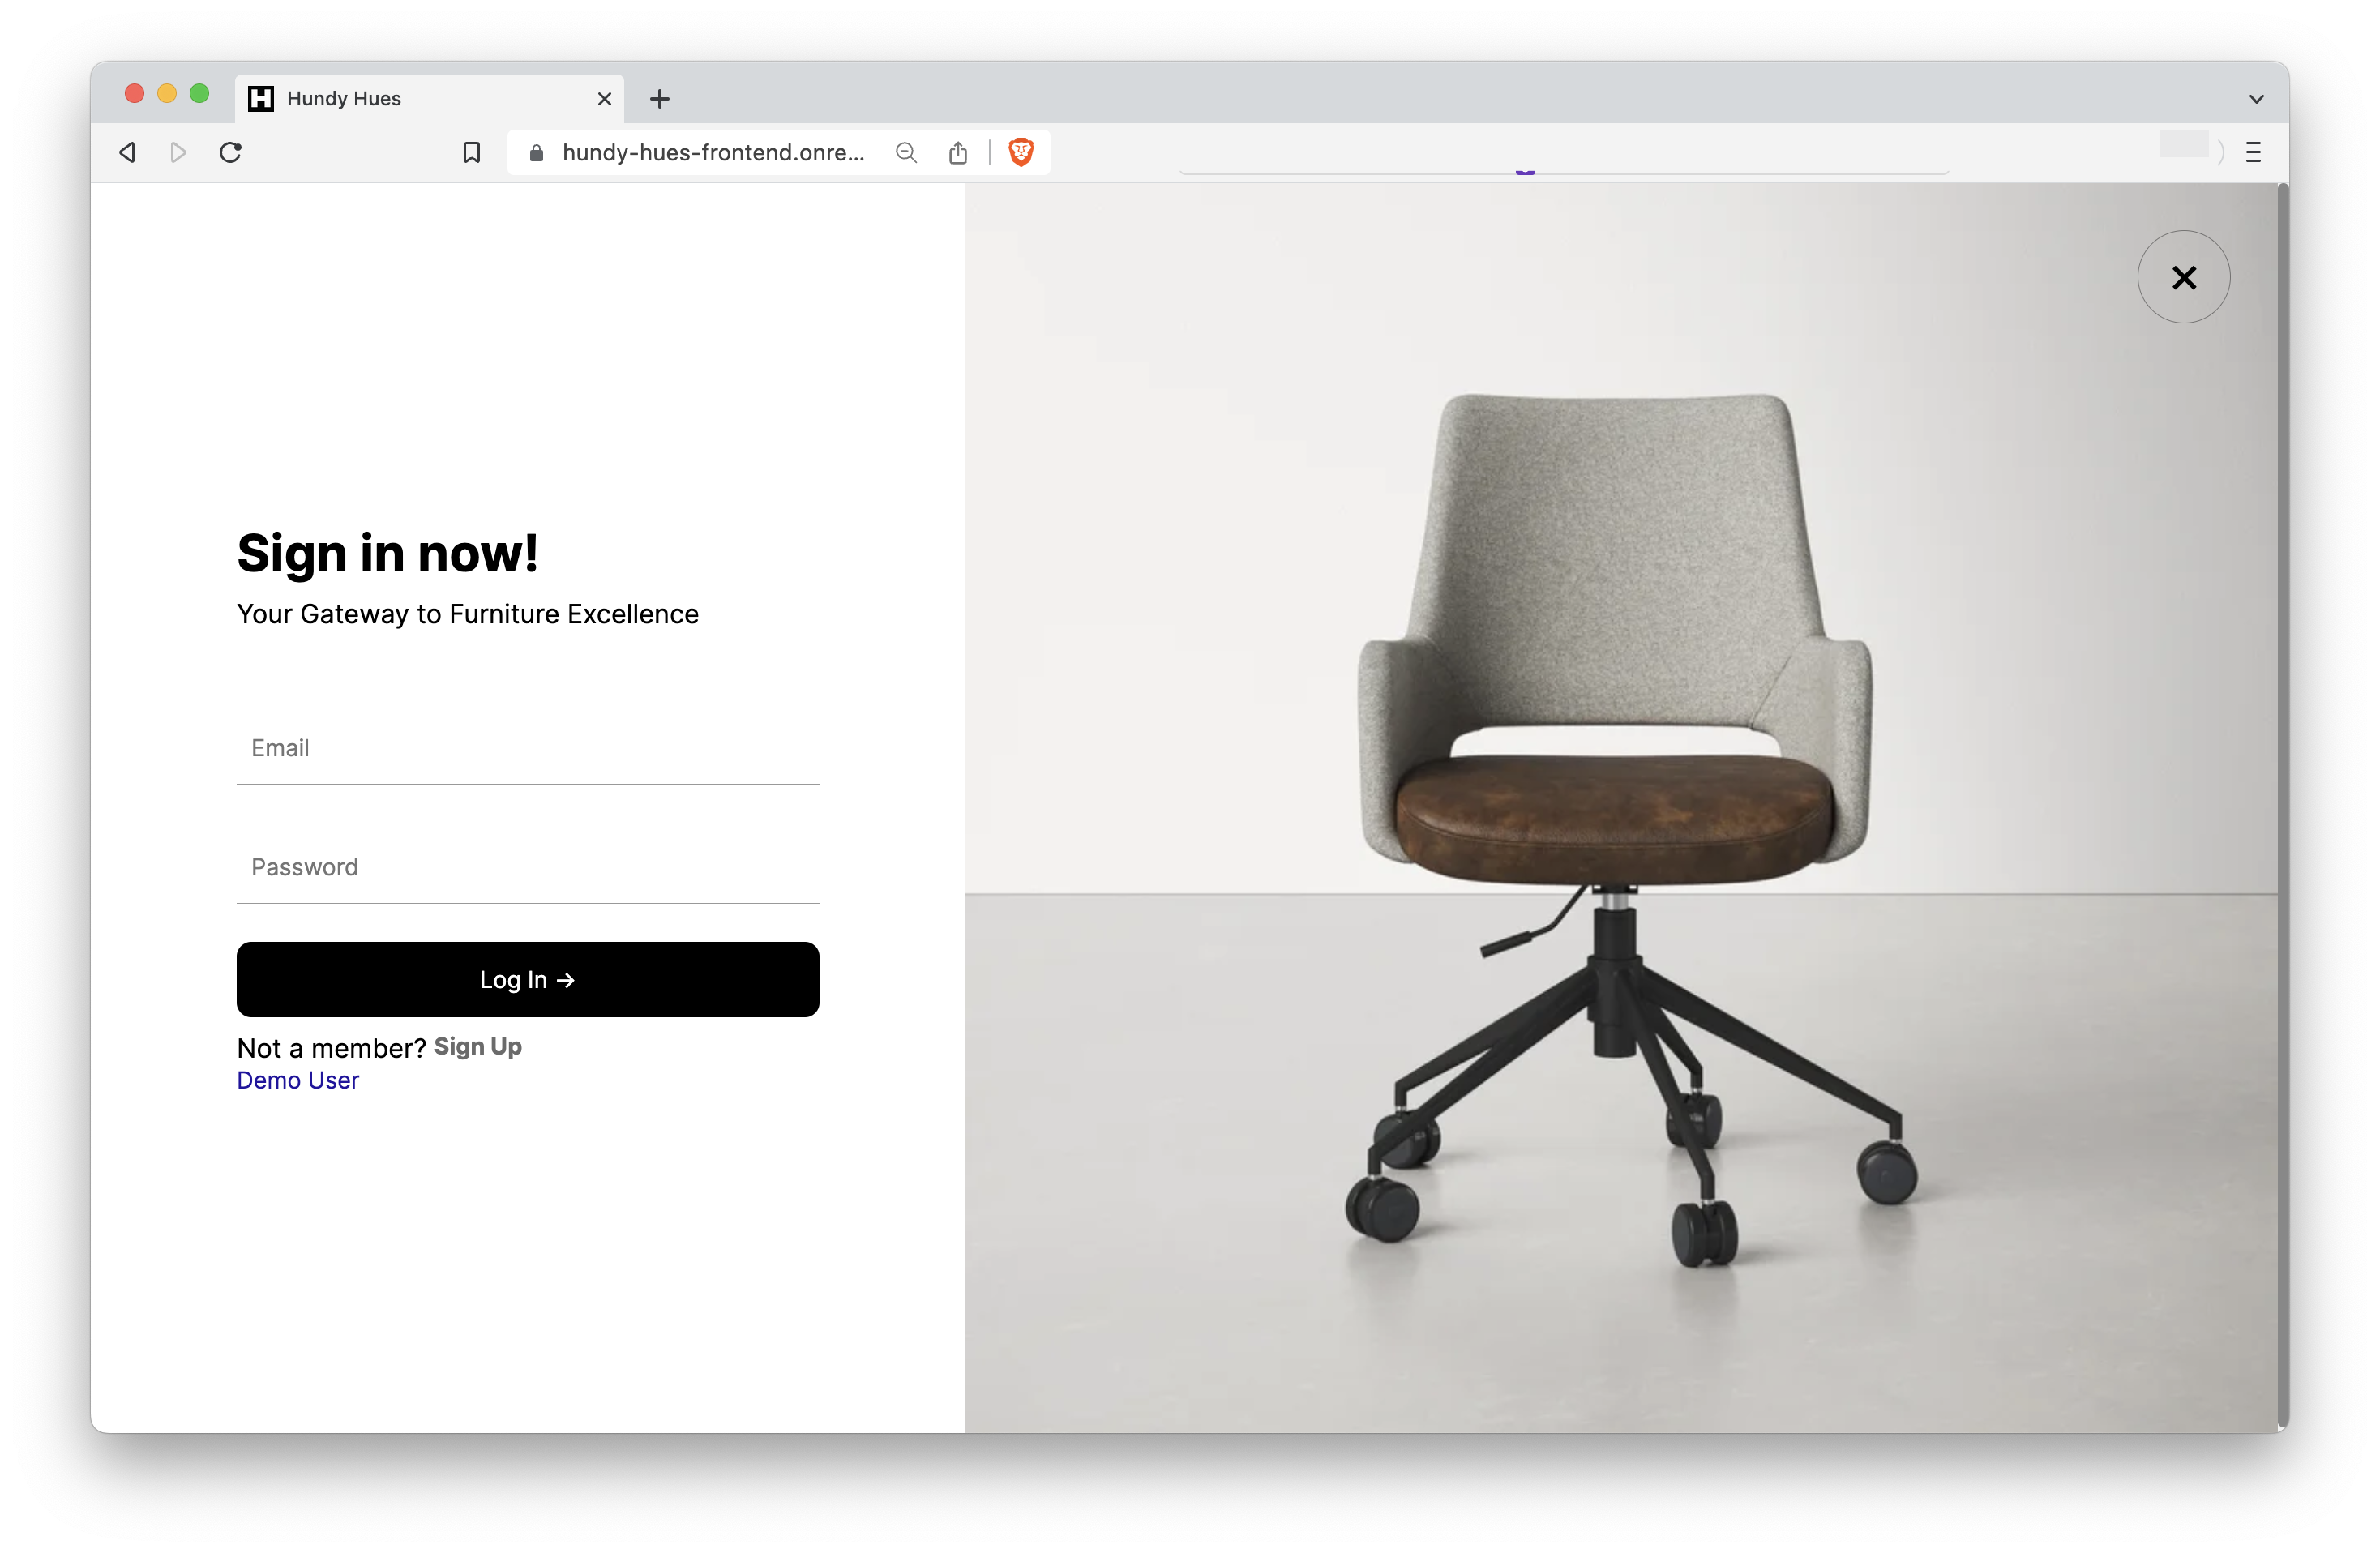 Hundy Hues
hundy-hues-frontend.onre...
Sign in now!
Your Gateway to Furniture Excellence
Email
Password
Log In →
Not a member? Sign Up
Demo User